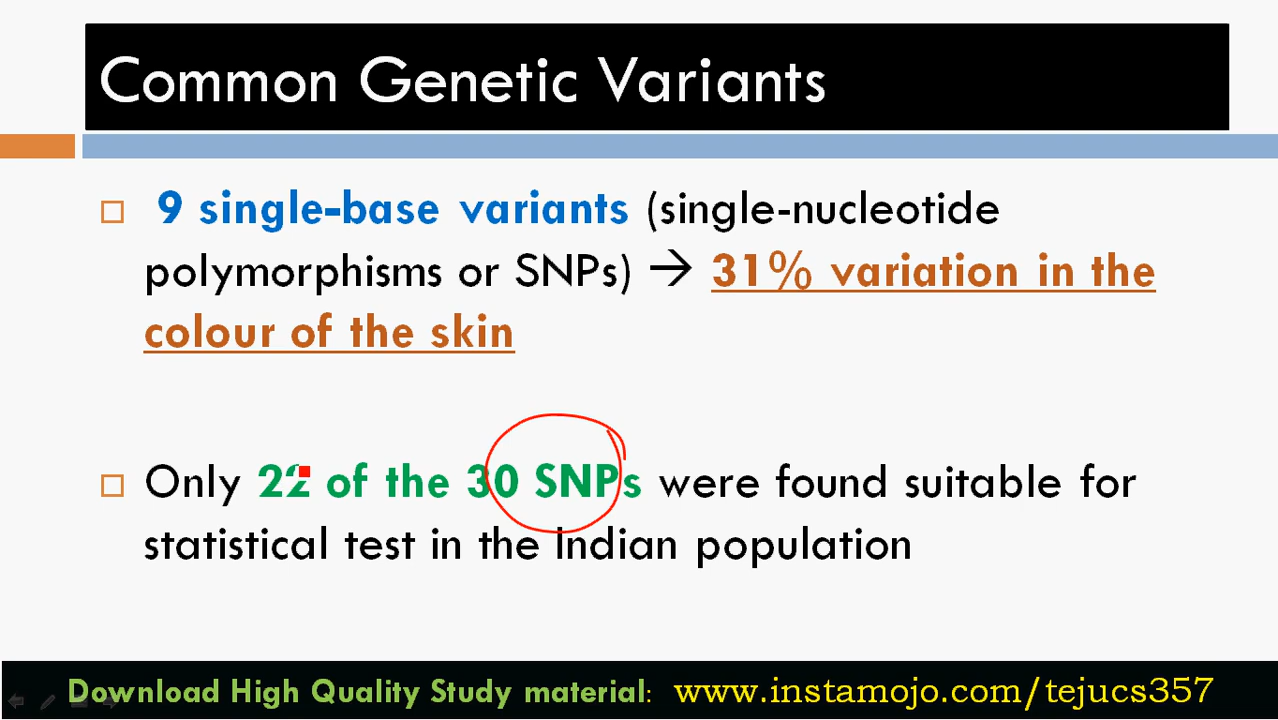 Common Genetic Variants
9 single-base variants (single-nucleotide
polymorphisms or SNPs) → 31% variation in the
colour of the skin
Only 22 of the 30 SNPs were found suitable for
statistical test in the Indian population
Download High Quality Study material: www.instamojo.com/tejucs357